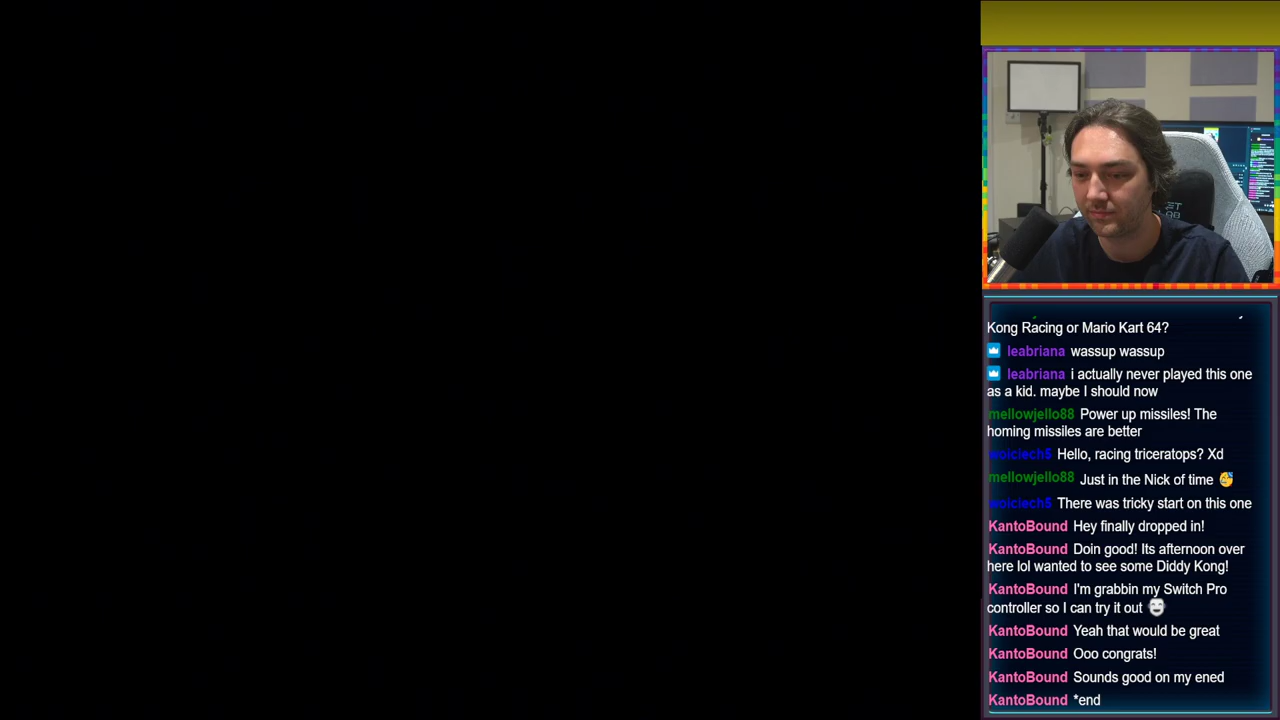 Kong Racing or Mario Kart 64?
leabriana wassup wassup
leabriana i actually never played this one
as a kid. maybe I should now
mellowjello88 Power up missiles! The
homing missiles are better
woiciech5 Hello, racing triceratops? Xd
mellowjello88 Just in the Nick of time 🥳
woiciech5 There was tricky start on this one
KantoBound Hey finally dropped in!
KantoBound Doin good! Its afternoon over
here lol wanted to see some Diddy Kong!
KantoBound I'm grabbin my Switch Pro
controller so I can try it out
KantoBound Yeah that would be great
KantoBound Ooo congrats!
KantoBound Sounds good on my ened
KantoBound *end